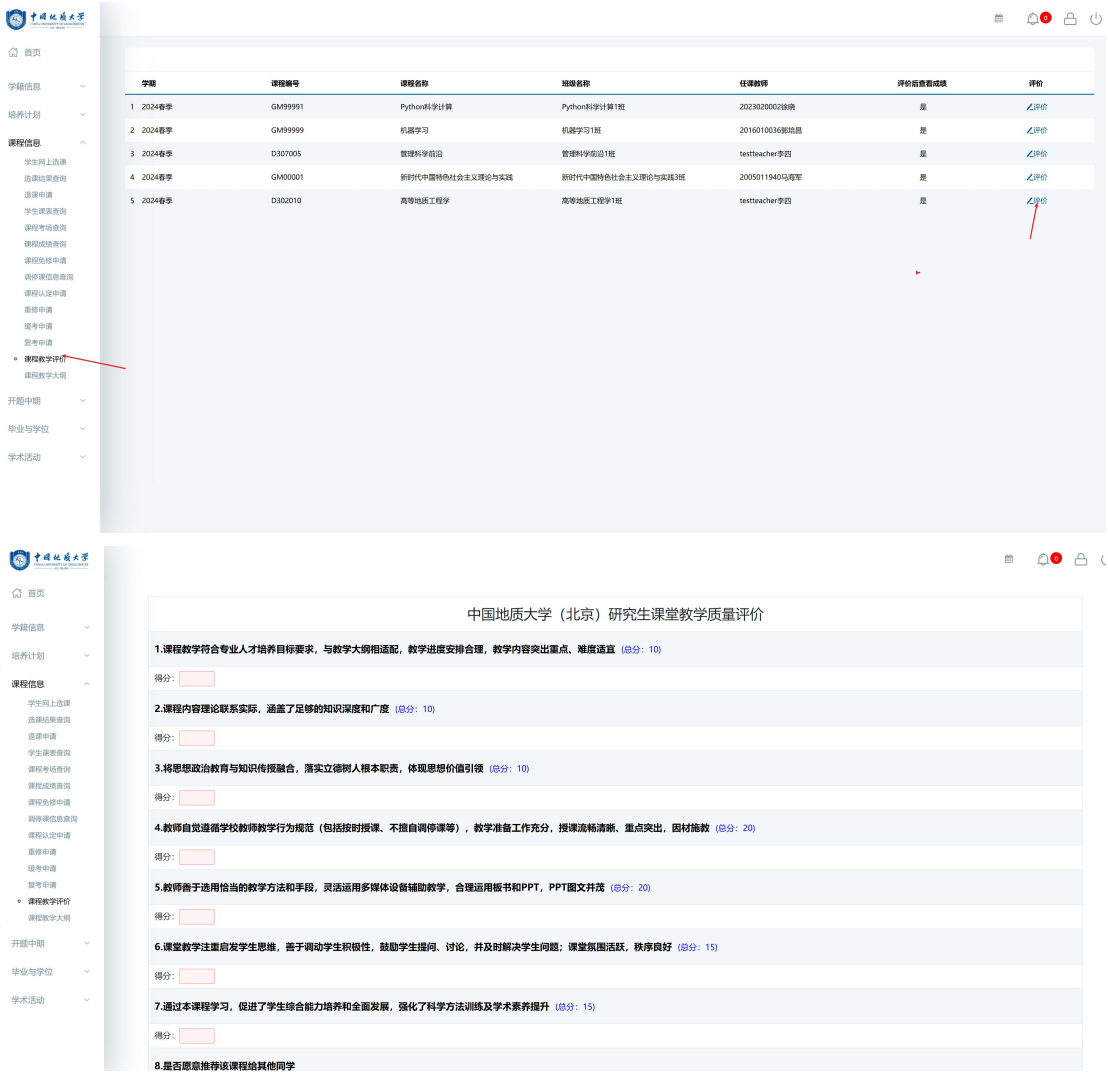 中国地质大学
0
首页
学籍信息
培养计划
课程信息
学生网上选课
选课结果查询
退课申请
学生课表查询
课程考场查询
课程成绩查询
课程免修申请
调停课信息查询
课程认定申请
重修申请
缓考申请
复考申请
课程教学评价
课程教学大纲
开题中期
毕业与学位
学术活动
学期 课程编号 课程名称 班级名称 任课教师 评价后查看成绩 评价
1 2024春季 GM99991 Python科学计算 Python科学计算1班 2023020002徐晓 是 评价
2 2024春季 GM99999 机器学习 机器学习1班 2016010036郭培昌 是 评价
3 2024春季 D307005 管理科学前沿 管理科学前沿1班 testteacher李四 是 评价
4 2024春季 GM00001 新时代中国特色社会主义理论与实践 新时代中国特色社会主义理论与实践3班 2005011940马海军 是 评价
5 2024春季 D302010 高等地质工程学 高等地质工程学1班 testteacher李四 是 评价
中国地质大学
0
首页
学籍信息
培养计划
课程信息
学生网上选课
选课结果查询
退课申请
学生课表查询
课程考场查询
课程成绩查询
课程免修申请
调停课信息查询
课程认定申请
重修申请
缓考申请
复考申请
课程教学评价
课程教学大纲
开题中期
毕业与学位
学术活动
中国地质大学（北京）研究生课堂教学质量评价
1.课程教学符合专业人才培养目标要求，与教学大纲相适配，教学进度安排合理，教学内容突出重点、难度适宜 (总分：10)
得分：
2.课程内容理论联系实际，涵盖了足够的知识深度和广度 (总分：10)
得分：
3.将思想政治教育与知识传授融合，落实立德树人根本职责，体现思想价值引领 (总分：10)
得分：
4.教师自觉遵循学校教师教学行为规范（包括按时授课、不擅自调停课等），教学准备工作充分，授课流畅清晰、重点突出，因材施教 (总分：20)
得分：
5.教师善于选用恰当的教学方法和手段，灵活运用多媒体设备辅助教学，合理运用板书和PPT，PPT图文并茂 (总分：20)
得分：
6.课堂教学注重启发学生思维，善于调动学生积极性，鼓励学生提问、讨论，并及时解决学生问题；课堂氛围活跃，秩序良好 (总分：15)
得分：
7.通过本课程学习，促进了学生综合能力培养和全面发展，强化了科学方法训练及学术素养提升 (总分：15)
得分：
8.是否愿意推荐该课程给其他同学